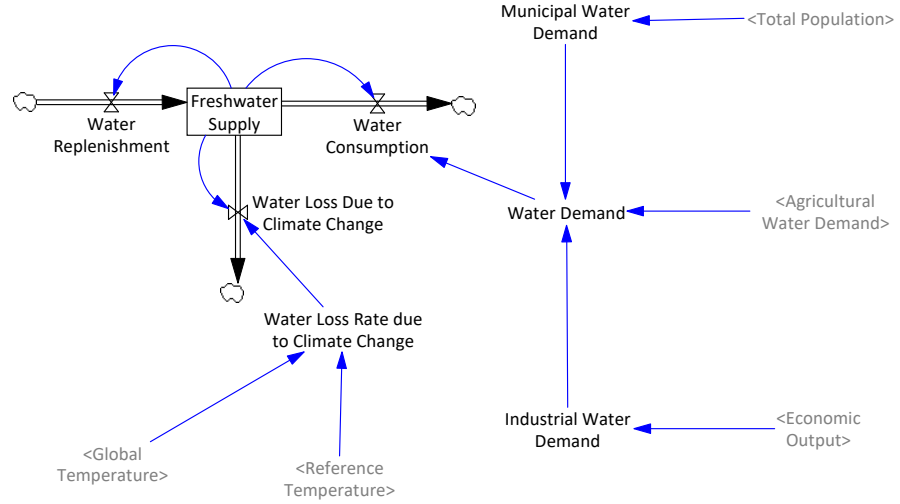 Municipal Water
Demand
<Total Population>
Freshwater
Supply
Water
Replenishment
Water
Consumption
Water Loss Due to
Climate Change
Water Demand
<Agricultural
Water Demand>
Water Loss Rate due
to Climate Change
Industrial Water
Demand
<Economic
Output>
<Global
Temperature>
<Reference
Temperature>